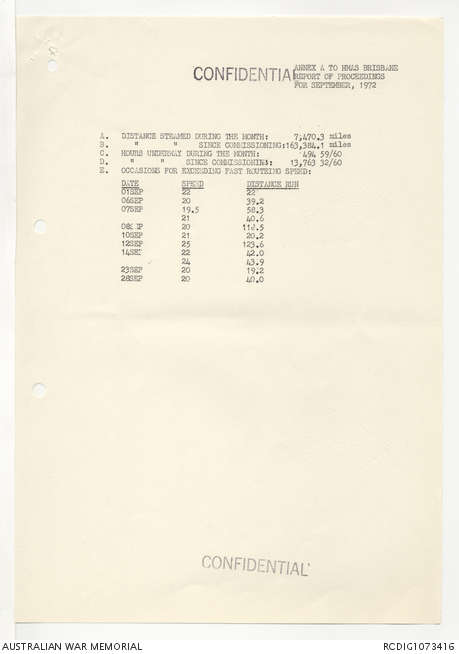 CONFIDENTIAL
ANNEX A TO HMAS BRISBANE
REPORT OF PROCEEDINGS
FOR SEPTEMBER, 1972
A. DISTANCE STEAMED DURING THE MONTH: 7,470.3 miles
B. " " SINCE COMMISSIONING: 163,384.1 miles
C. HOURS UNDERWAY DURING THE MONTH: 494 59/60
D. " " SINCE COMMISSIONING: 13,763 32/60
E. OCCASIONS FOR EXCEEDING FAST ROUTEING SPEED:
DATE SPEED DISTANCE RUN
01SEP 22 22
06SEP 20 39.2
07SEP 19.5 58.3
21 40.6
08SEP 20 .5
10SEP 21 20.2
12SEP 25 123.6
14SEP 22 42.0
24 43.9
23SEP 20 19.2
28SEP 20 40.0
CONFIDENTIAL
AUSTRALIAN WAR MEMORIAL
RCDIG1073416